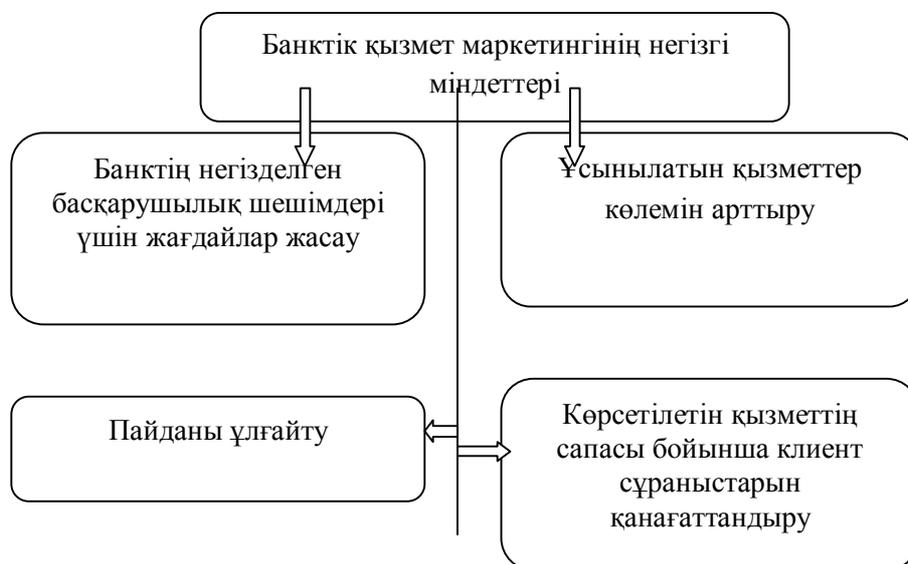 Банктік қызмет маркетингінің негізгі
міндеттері
Банктің негізделген
басқарушылық шешімдері
үшін жағдайлар жасау
Ұсынылатын қызметтер
көлемін арттыру
Пайданы ұлғайту
Көрсетілетін қызметтің
сапасы бойынша клиент
сұраныстарын
қанағаттандыру